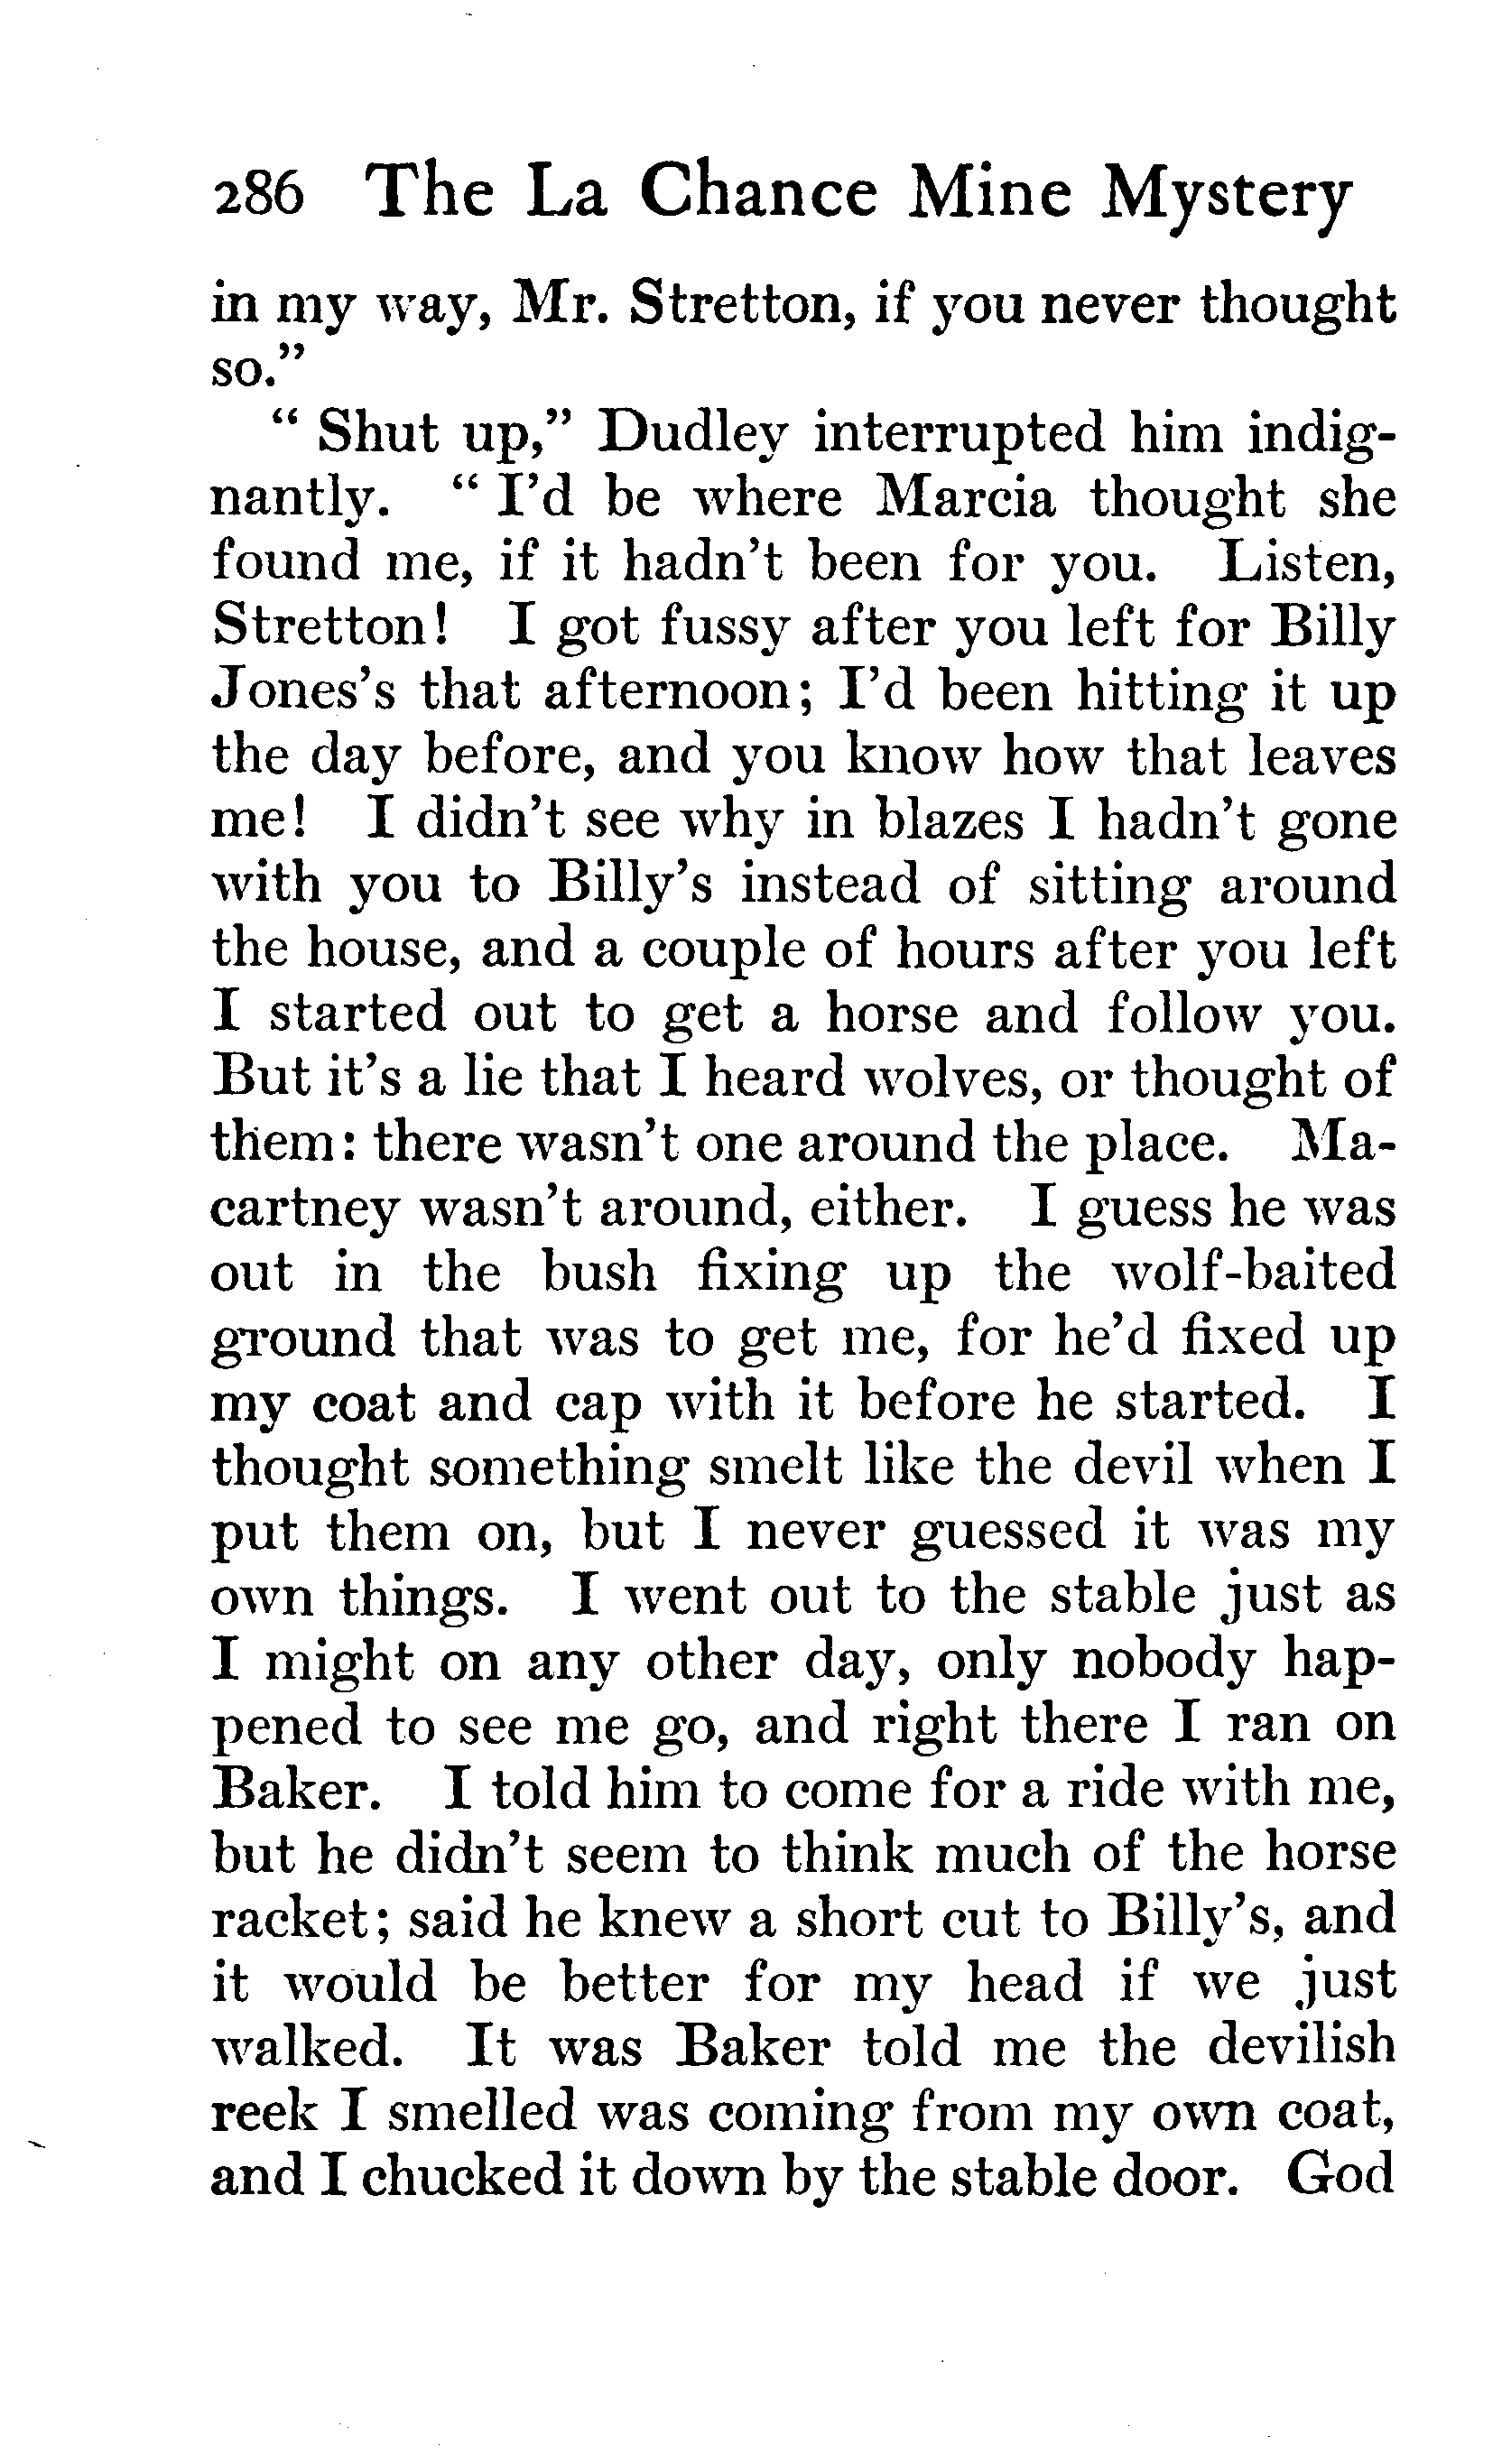 286 The La Chance Mine Mystery
in my way, Mr. Stretton, if you never thought
so."
" Shut up," Dudley interrupted him indig-
nantly. " I'd be where Marcia thought she
found me, if it hadn't been for you. Listen,
Stretton! I got fussy after you left for Billy
Jones's that afternoon; I'd been hitting it up
the day before, and you know how that leaves
me! I didn't see why in blazes I hadn't gone
with you to Billy's instead of sitting around
the house, and a couple of hours after you left
I started out to get a horse and follow you.
But it's a lie that I heard wolves, or thought of
them: there wasn't one around the place. Ma-
cartney wasn't around, either. I guess he was
out in the bush fixing up the wolf-baited
ground that was to get me, for he'd fixed up
my coat and cap with it before he started. I
thought something smelt like the devil when I
put them on, but I never guessed it was my
own things. I went out to the stable just as
I might on any other day, only nobody hap-
pened to see me go, and right there I ran on
Baker. I told him to come for a ride with me,
but he didn't seem to think much of the horse
racket; said he knew a short cut to Billy's, and
it would be better for my head if we just
walked. It was Baker told me the devilish
reek I smelled was coming from my own coat,
and I chucked it down by the stable door. God